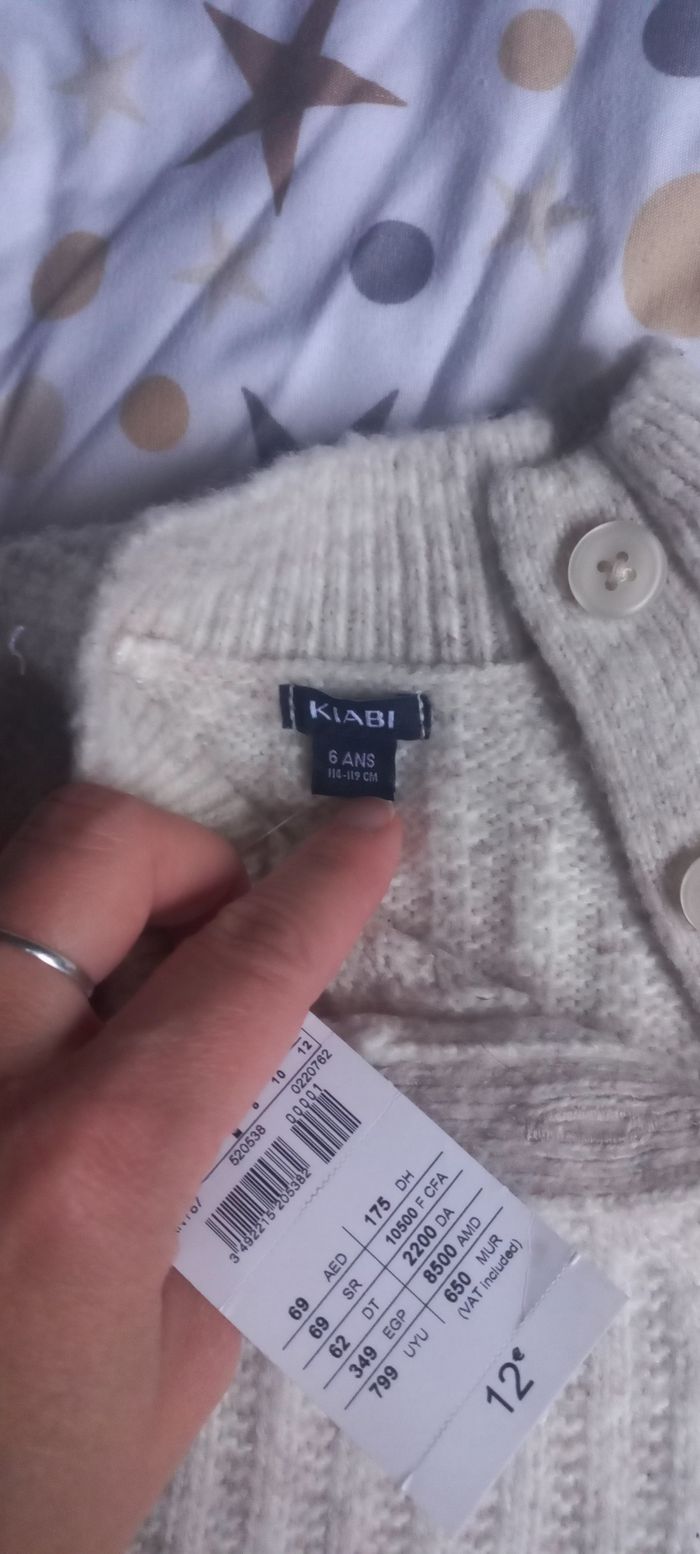 KIABI
6 ANS
114-119 CM
10 12
520538 0220762
00001
3492215205382
69 AED 175 DH
69 SR 10500 F CFA
62 DT 2200 DA
349 EGP 8500 AMD
799 UYU 650 MUR
(VAT included)
12€